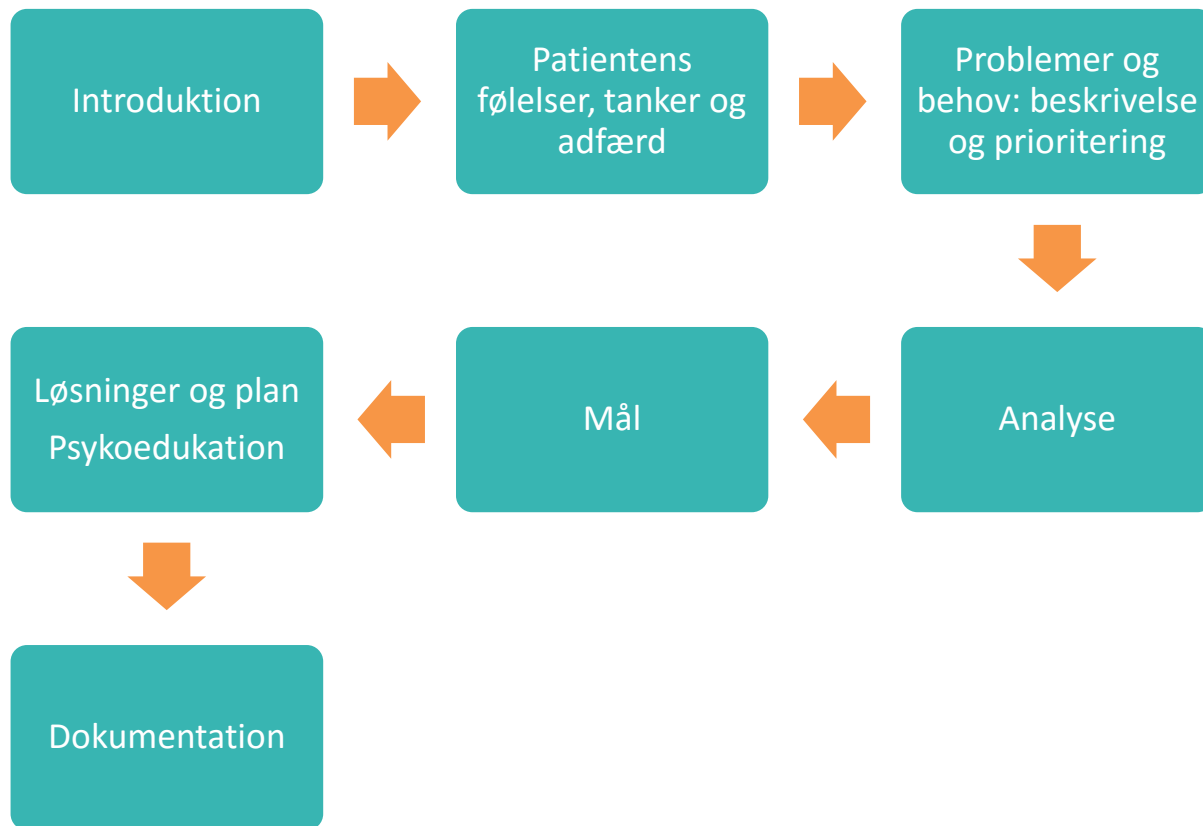 Introduktion
Patientens
følelser, tanker og
adfærd
Problemer og
behov: beskrivelse
og prioritering
Analyse
Mål
Løsninger og plan
Psykoedukation
Dokumentation